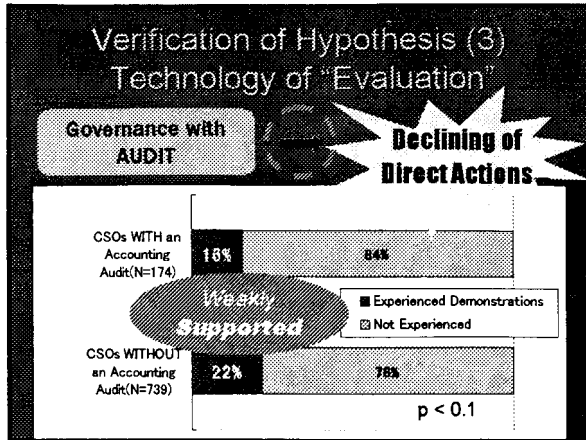 Verification of Hypothesis (3)
Technology of "Evaluation"
Governance with
AUDIT
Declining of
Direct Actions
CSOs WITH an
Accounting
Audit(N=174)
16%
84%
Weakly
Supported
Experienced Demonstrations
Not Experienced
CSOs WITHOUT
an Accounting
Audit(N=739)
22%
78%
p < 0.1